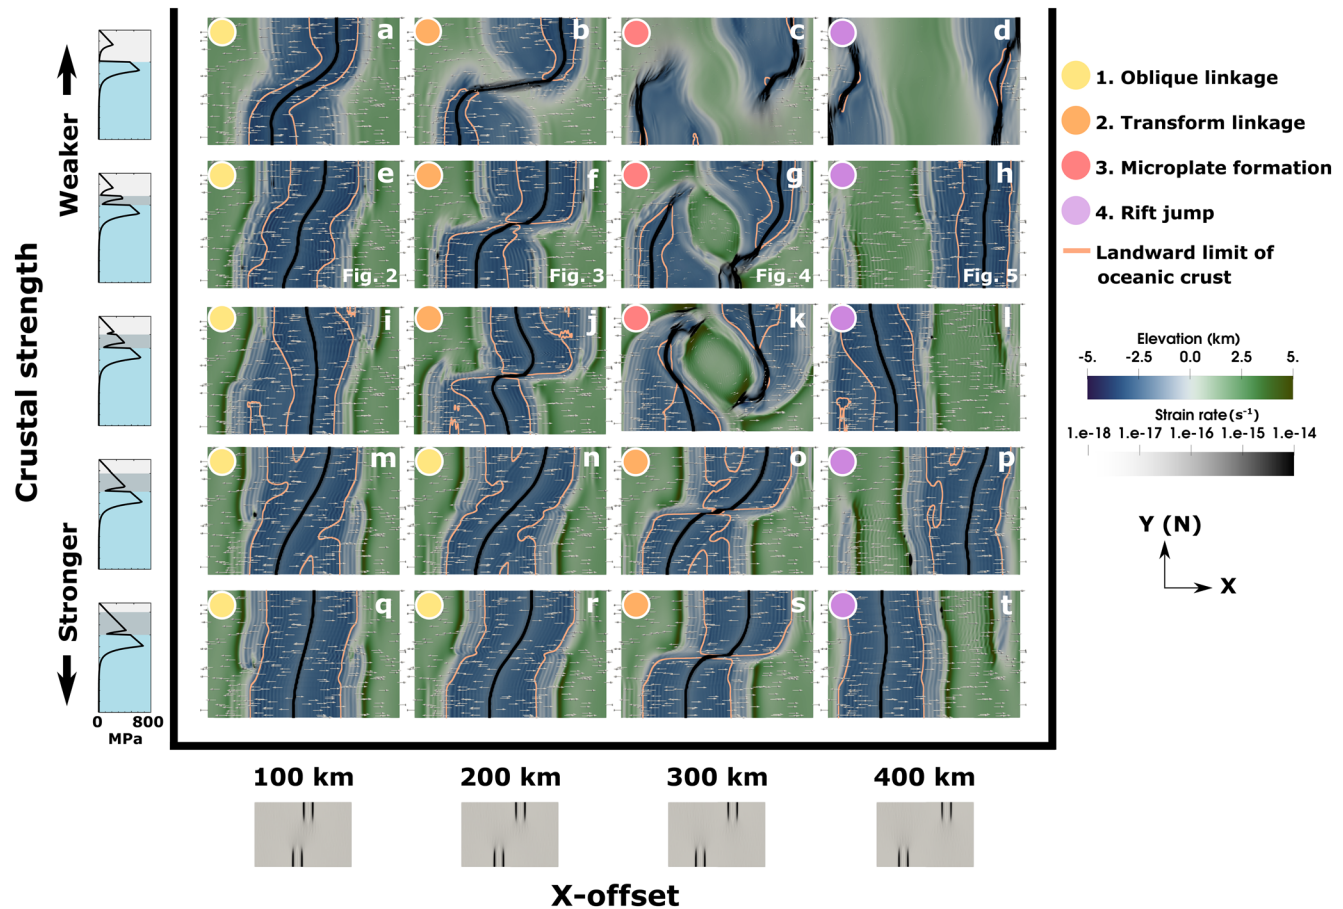 a
b
c
d
e
f
g
h
Fig. 2
Fig. 3
Fig. 4
Fig. 5
i
j
k
l
m
n
o
p
q
r
s
t
Crustal strength
Weaker
Stronger
0 800
MPa
100 km
200 km
300 km
400 km
X-offset
1. Oblique linkage
2. Transform linkage
3. Microplate formation
4. Rift jump
Landward limit of
oceanic crust
Elevation (km)
-5. -2.5 0.0 2.5 5.
Strain rate (s⁻¹)
1.e-18 1.e-17 1.e-16 1.e-15 1.e-14
Y (N)
X